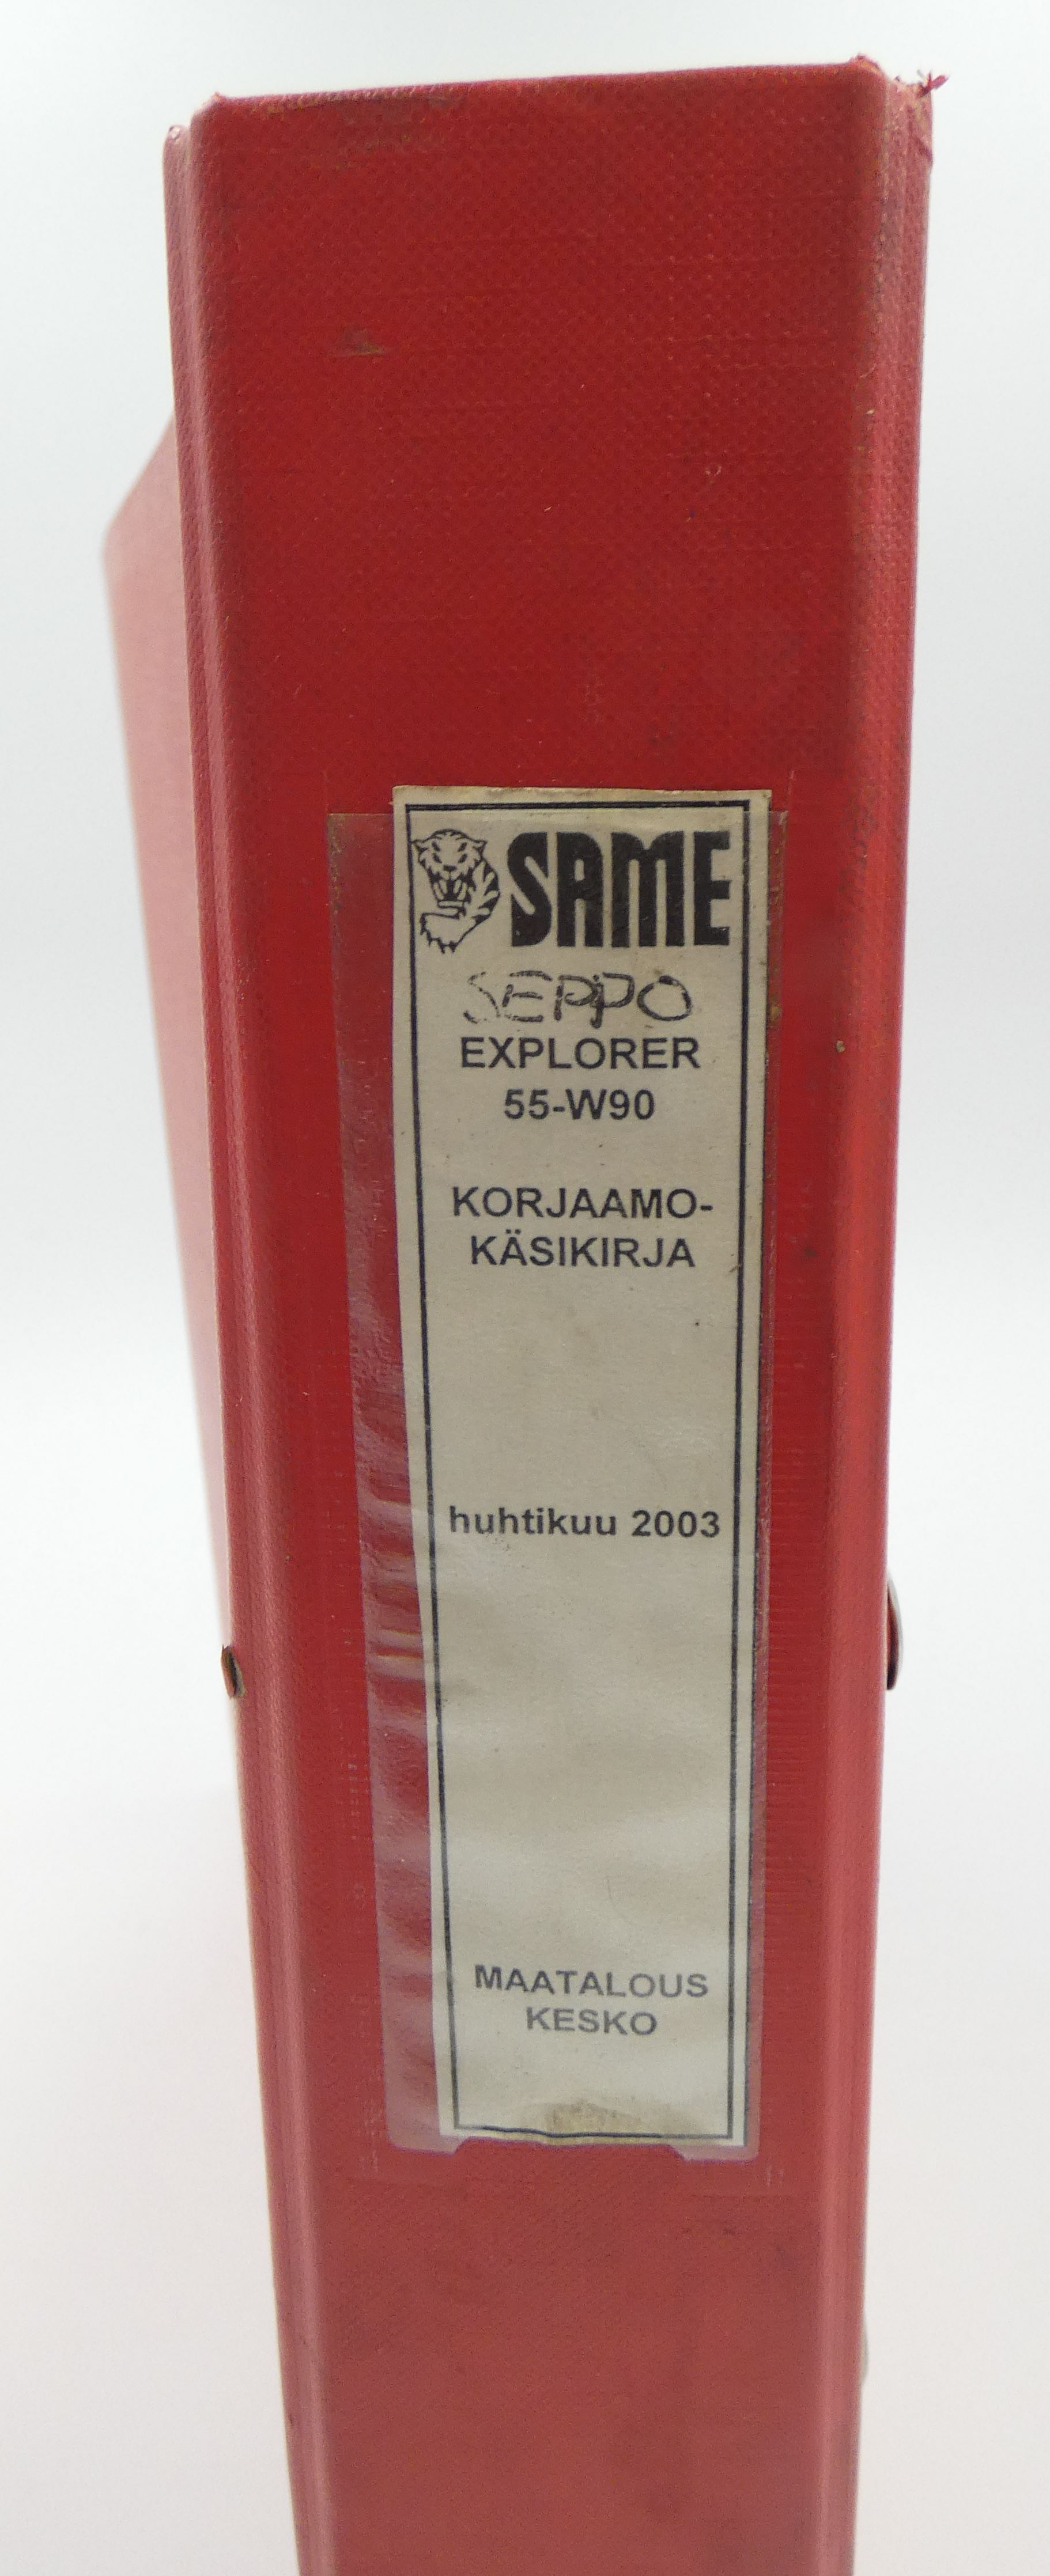 SAME
SEPPO
EXPLORER
55-W90
KORJAAMO-
KÄSIKIRJA
huhtikuu 2003
MAATALOUS
KESKO